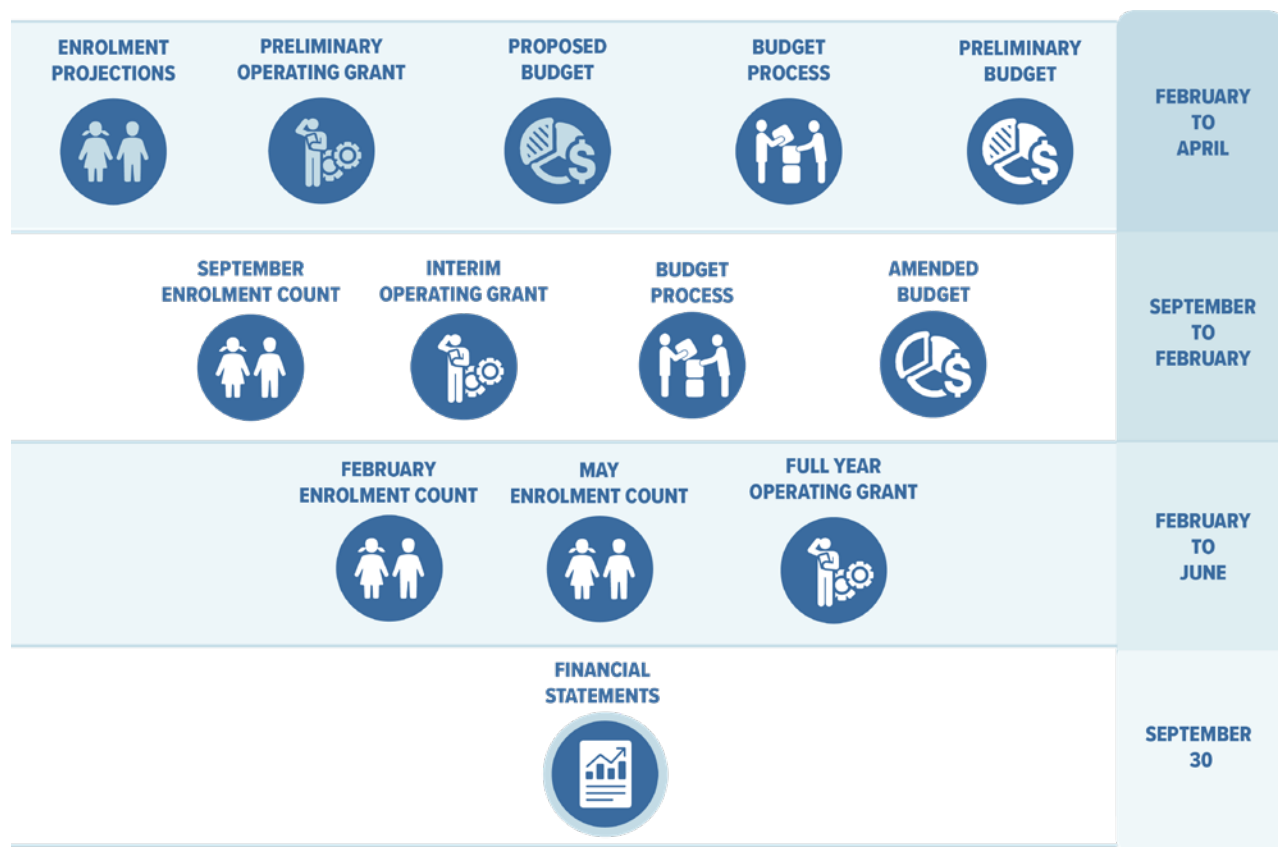 ENROLMENT
PROJECTIONS
PRELIMINARY
OPERATING GRANT
PROPOSED
BUDGET
BUDGET
PROCESS
PRELIMINARY
BUDGET
FEBRUARY
TO
APRIL
SEPTEMBER
ENROLMENT COUNT
INTERIM
OPERATING GRANT
BUDGET
PROCESS
AMENDED
BUDGET
SEPTEMBER
TO
FEBRUARY
FEBRUARY
ENROLMENT COUNT
MAY
ENROLMENT COUNT
FULL YEAR
OPERATING GRANT
FEBRUARY
TO
JUNE
FINANCIAL
STATEMENTS
SEPTEMBER
30